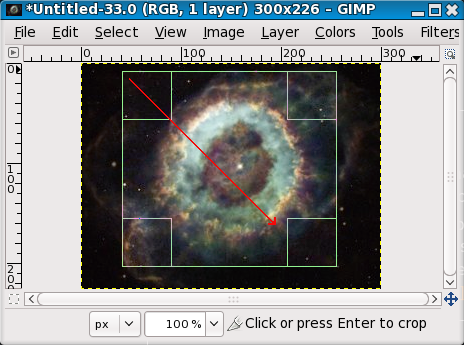 *Untitled-33.0 (RGB, 1 layer) 300x226 – GIMP
File Edit Select View Image Layer Colors Tools Filters
0 100 200 300
0
100
200
px 100 % Click or press Enter to crop